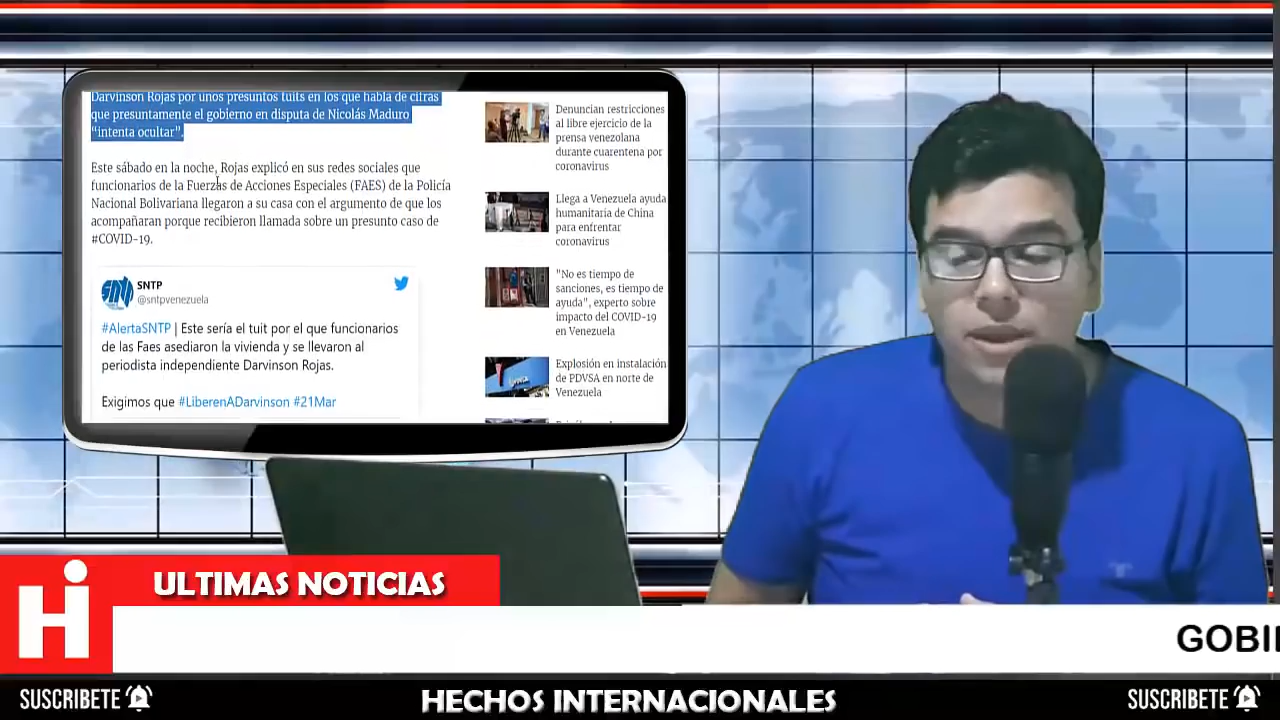 Darvinson Rojas por unos presuntos tuits en los que habla de cifras
que presuntamente el gobierno en disputa de Nicolás Maduro
“intenta ocultar”.
Este sábado en la noche, Rojas explicó en sus redes sociales que
funcionarios de la Fuerzas de Acciones Especiales (FAES) de la Policía
Nacional Bolivariana llegaron a su casa con el argumento de que los
acompañaran porque recibieron llamada sobre un presunto caso de
#COVID-19.
SNTP
@sntpvenezuela
#AlertaSNTP | Este sería el tuit por el que funcionarios
de las Faes asediaron la vivienda y se llevaron al
periodista independiente Darvinson Rojas.
Exigimos que #LiberenADarvinson #21Mar
Denuncian restricciones
al libre ejercicio de la
prensa venezolana
durante cuarentena por
coronavirus
Llega a Venezuela ayuda
humanitaria de China
para enfrentar
coronavirus
"No es tiempo de
sanciones, es tiempo de
ayuda", experto sobre
impacto del COVID-19
en Venezuela
Explosión en instalación
de PDVSA en norte de
Venezuela
Hi
ULTIMAS NOTICIAS
GOBI
SUSCRIBETE
HECHOS INTERNACIONALES
SUSCRIBETE